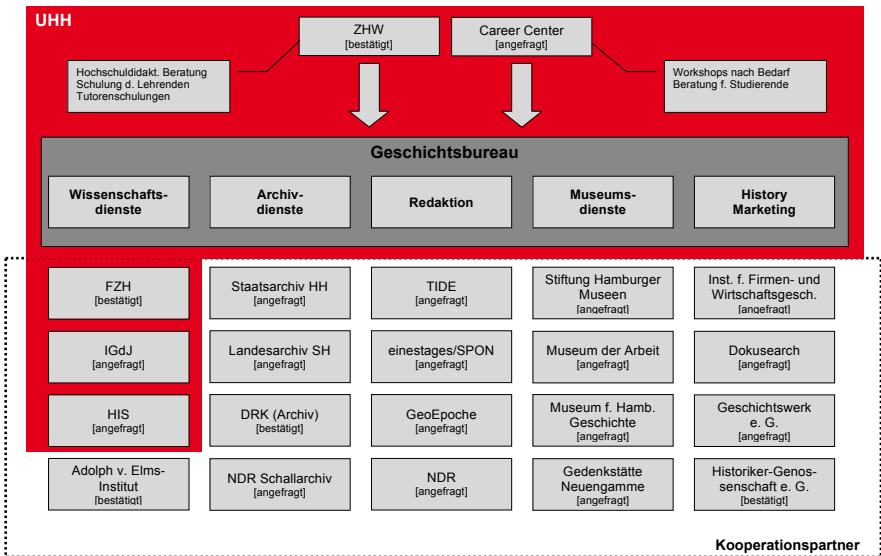 UHH
ZHW
[bestätigt]
Career Center
[angefragt]
Hochschuldidakt. Beratung
Schulung d. Lehrenden
Tutorenschulungen
Workshops nach Bedarf
Beratung f. Studierende
Geschichtsbureau
Wissenschafts-
dienste
Archiv-
dienste
Redaktion
Museums-
dienste
History
Marketing
FZH
[bestätigt]
Staatsarchiv HH
[angefragt]
TIDE
[angefragt]
Stiftung Hamburger
Museen
[angefragt]
Inst. f. Firmen- und
Wirtschaftsgesch.
[angefragt]
IGdJ
[angefragt]
Landesarchiv SH
[angefragt]
einestages/SPON
[angefragt]
Museum der Arbeit
[angefragt]
Dokusearch
[angefragt]
HIS
[angefragt]
DRK (Archiv)
[bestätigt]
GeoEpoche
[angefragt]
Museum f. Hamb.
Geschichte
[angefragt]
Geschichtswerk
e. G.
[angefragt]
Adolph v. Elms-
Institut
[bestätigt]
NDR Schallarchiv
[angefragt]
NDR
[angefragt]
Gedenkstätte
Neuengamme
[angefragt]
Historiker-Genos-
senschaft e. G.
[bestätigt]
Kooperationspartner